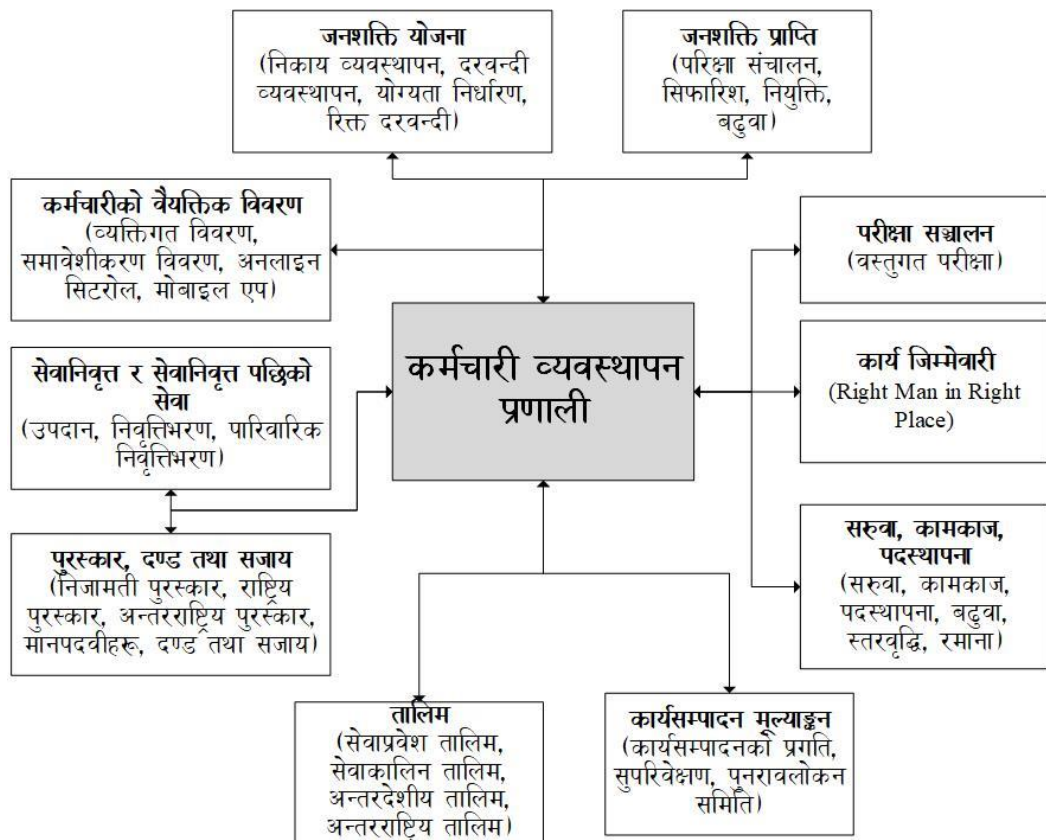 जनशक्ति योजना
(निकाय व्यवस्थापन, दरवन्दी
व्यवस्थापन, योग्यता निर्धारण,
रिक्त दरवन्दी)
जनशक्ति प्राप्ति
(परिक्षा संचालन,
सिफारिश, नियुक्ति,
बढुवा)
कर्मचारीको वैयक्तिक विवरण
(व्यक्तिगत विवरण,
समावेशीकरण विवरण, अनलाइन
सिटरोल, मोबाइल एप)
परीक्षा सञ्चालन
(वस्तुगत परीक्षा)
सेवानिवृत्त र सेवानिवृत्त पछिको
सेवा
(उपदान, निवृत्तिभरण, पारिवारिक
निवृत्तिभरण)
कर्मचारी व्यवस्थापन
प्रणाली
कार्य जिम्मेवारी
(Right Man in Right
Place)
पुरस्कार, दण्ड तथा सजाय
(निजामती पुरस्कार, राष्ट्रिय
पुरस्कार, अन्तरराष्ट्रिय पुरस्कार,
मानपदवीहरू, दण्ड तथा सजाय)
सरुवा, कामकाज,
पदस्थापना
(सरुवा, कामकाज,
पदस्थापना, बढुवा,
स्तरवृद्धि, रमाना)
तालिम
(सेवाप्रवेश तालिम,
सेवाकालिन तालिम,
अन्तरदेशीय तालिम,
अन्तरराष्ट्रिय तालिम)
कार्यसम्पादन मूल्याङ्कन
(कार्यसम्पादनको प्रगति,
सुपरिवेक्षण, पुनरावलोकन
समिति)